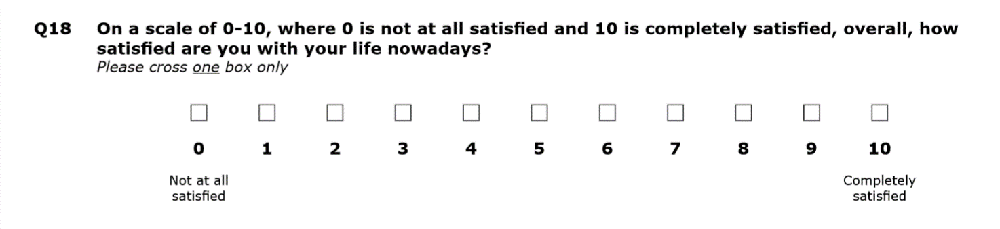 Q18 On a scale of 0-10, where 0 is not at all satisfied and 10 is completely satisfied, overall, how
satisfied are you with your life nowadays?
Please cross one box only
0 1 2 3 4 5 6 7 8 9 10
Not at all Completely
satisfied satisfied